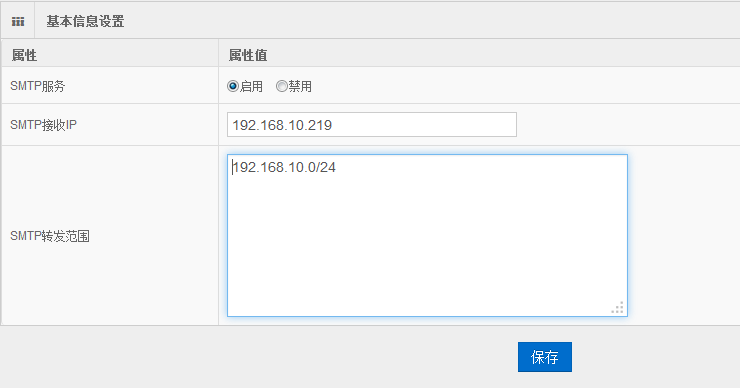 基本信息设置
属性 属性值
SMTP服务 启用 禁用
SMTP接收IP 192.168.10.219
192.168.10.0/24
SMTP转发范围
保存